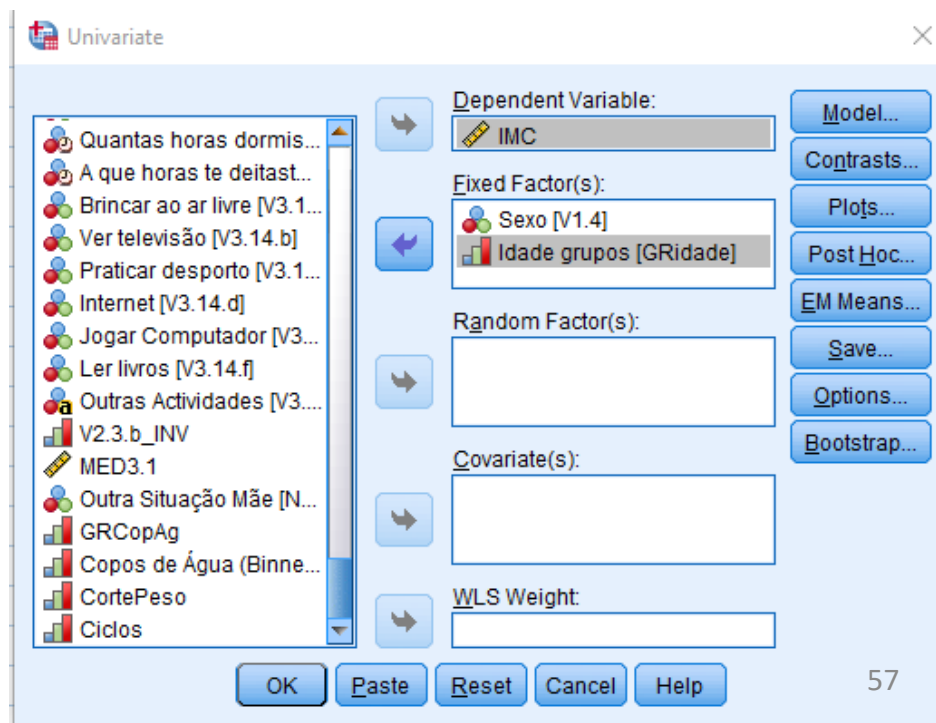 Univariate
Quantas horas dormis...
A que horas te deitast...
Brincar ao ar livre [V3.1...
Ver televisão [V3.14.b]
Praticar desporto [V3.1...
Internet [V3.14.d]
Jogar Computador [V3...
Ler livros [V3.14.f]
Outras Actividades [V3....
V2.3.b_INV
MED3.1
Outra Situação Mãe [N...
GRCopAg
Copos de Água (Binne...
CortePeso
Ciclos
Dependent Variable:
IMC
Fixed Factor(s):
Sexo [V1.4]
Idade grupos [GRidade]
Random Factor(s):
Covariate(s):
WLS Weight:
Model...
Contrasts...
Plots...
Post Hoc...
EM Means...
Save...
Options...
Bootstrap...
OK
Paste
Reset
Cancel
Help
57